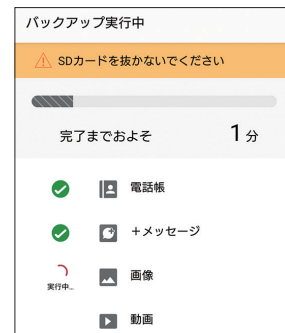 バックアップ実行中
SDカードを抜かないでください
完了までおよそ 1 分
電話帳
+メッセージ
実行中... 画像
動画